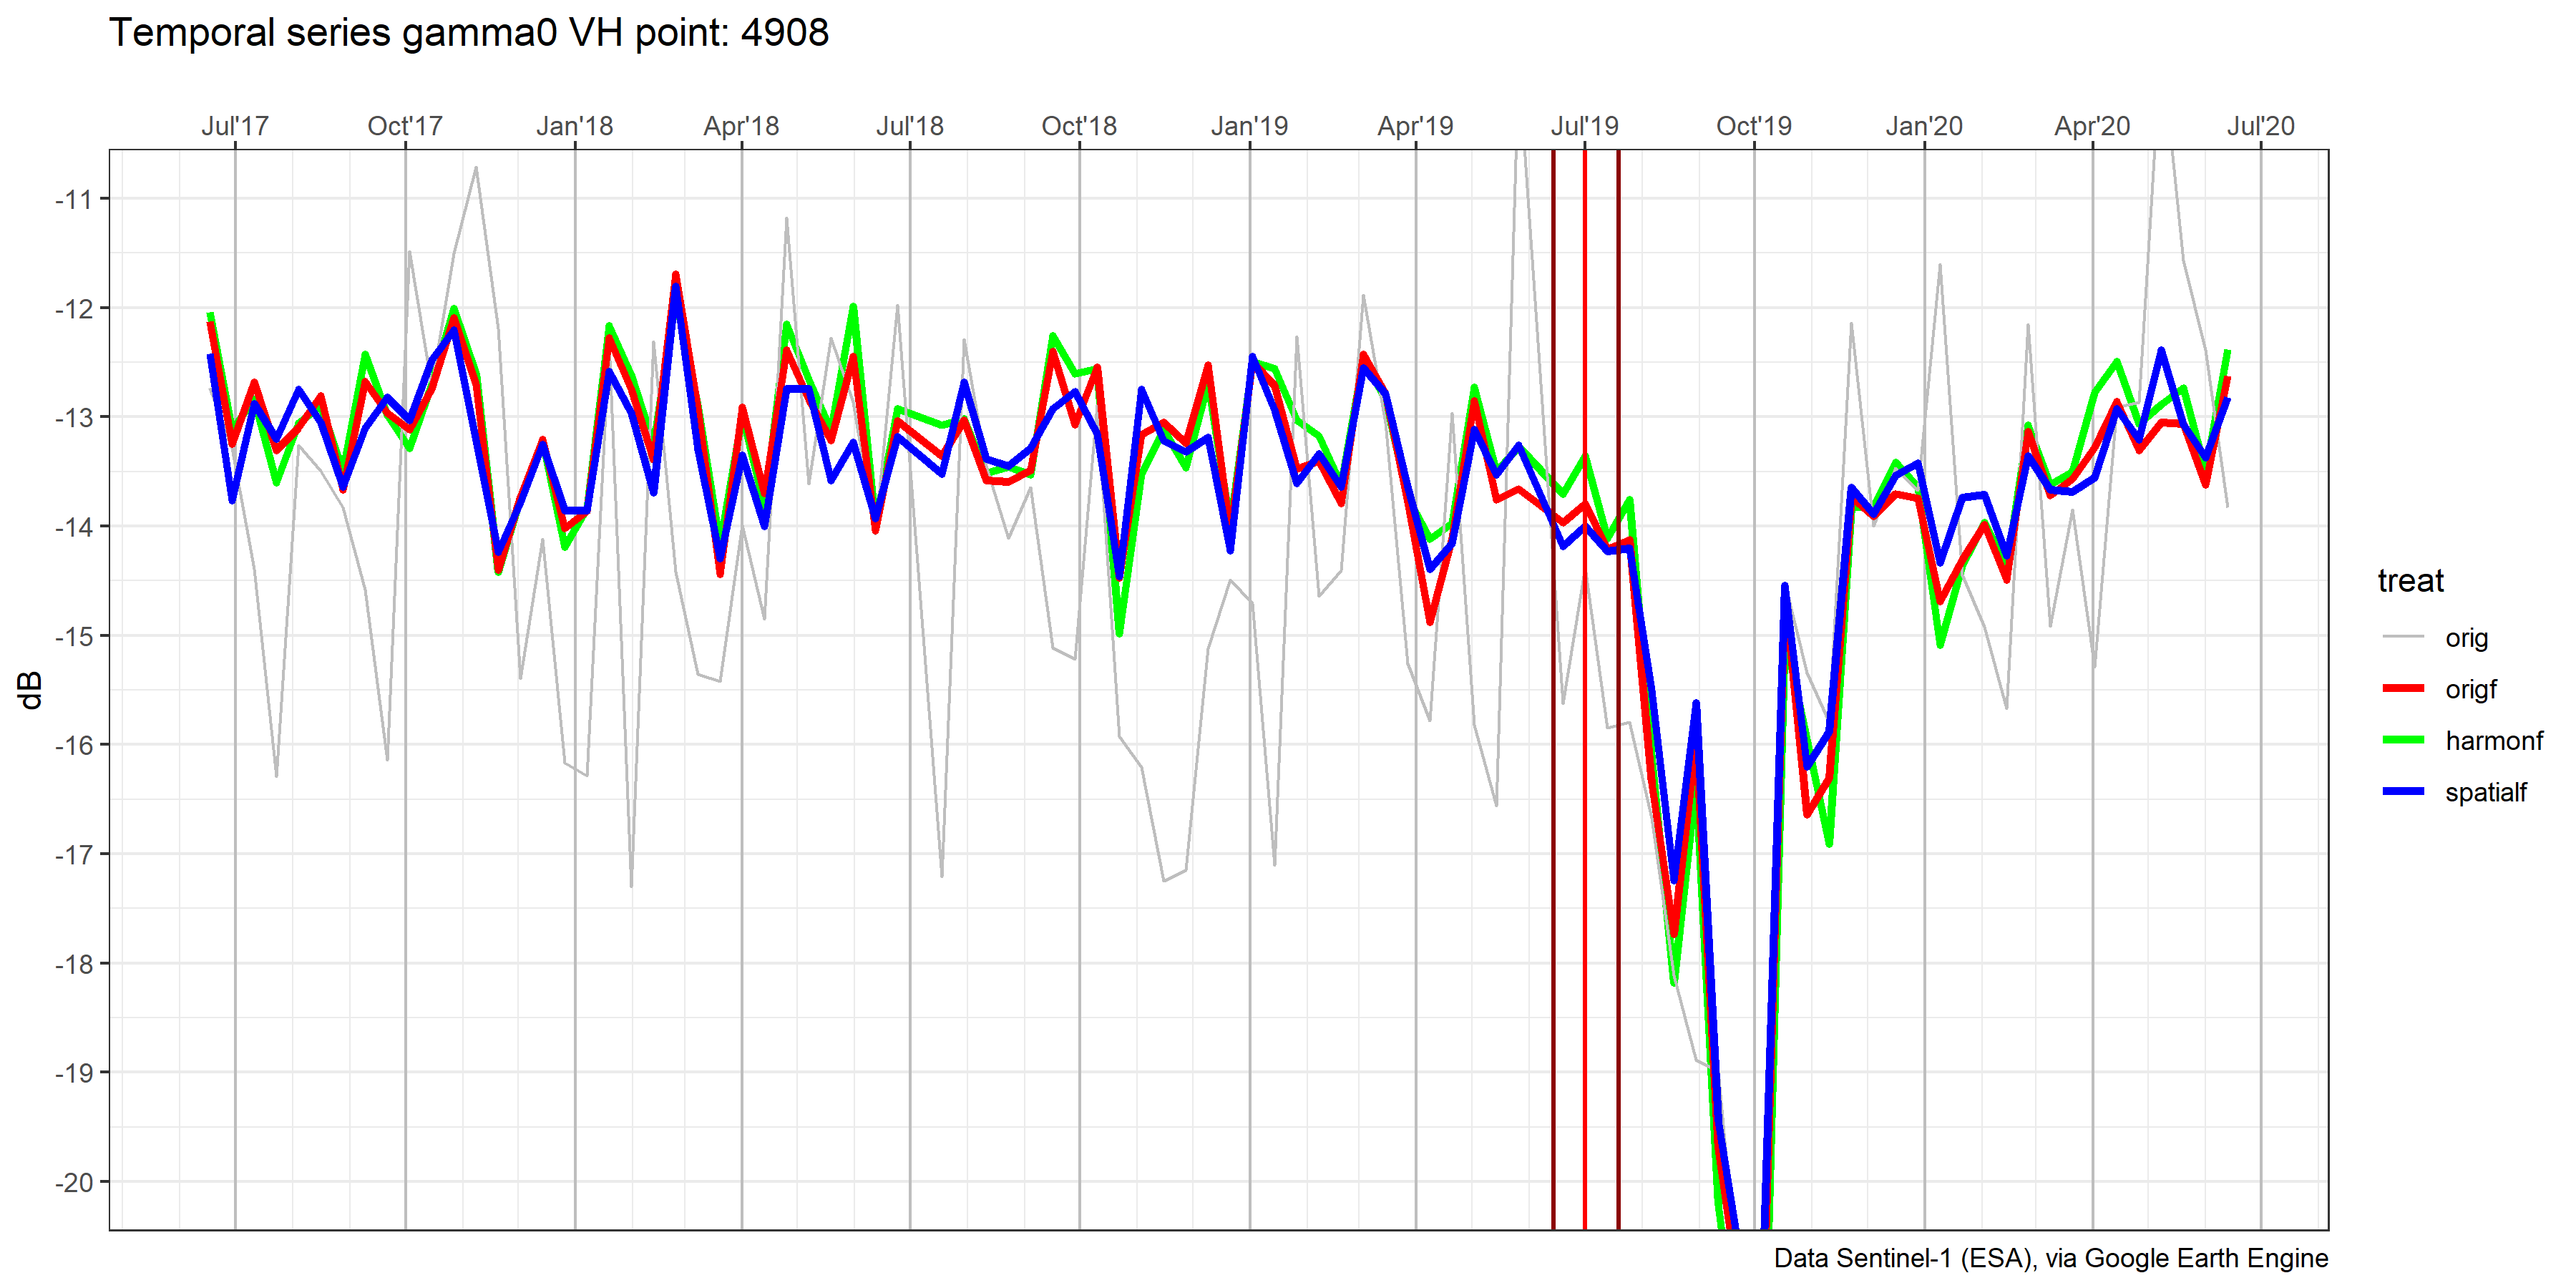 Temporal series gamma0 VH point: 4908
Jul'17 Oct'17 Jan'18 Apr'18 Jul'18 Oct'18 Jan'19 Apr'19 Jul'19 Oct'19 Jan'20 Apr'20 Jul'20
-11
-12
-13
-14
-15
-16
-17
-18
-19
-20
dB
treat
orig
origf
harmonf
spatialf
Data Sentinel-1 (ESA), via Google Earth Engine